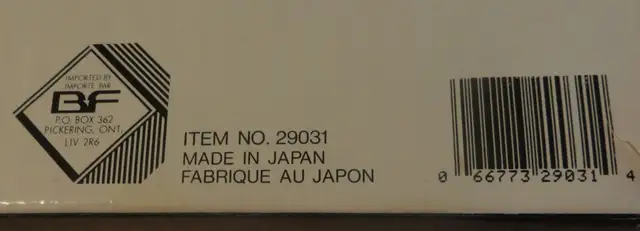 IMPORTED BY
IMPORTÉ PAR
BF
P.O. BOX 362
PICKERING, ONT.
L1V 2R6
ITEM NO. 29031
MADE IN JAPAN
FABRIQUE AU JAPON
0 66773 29031 4